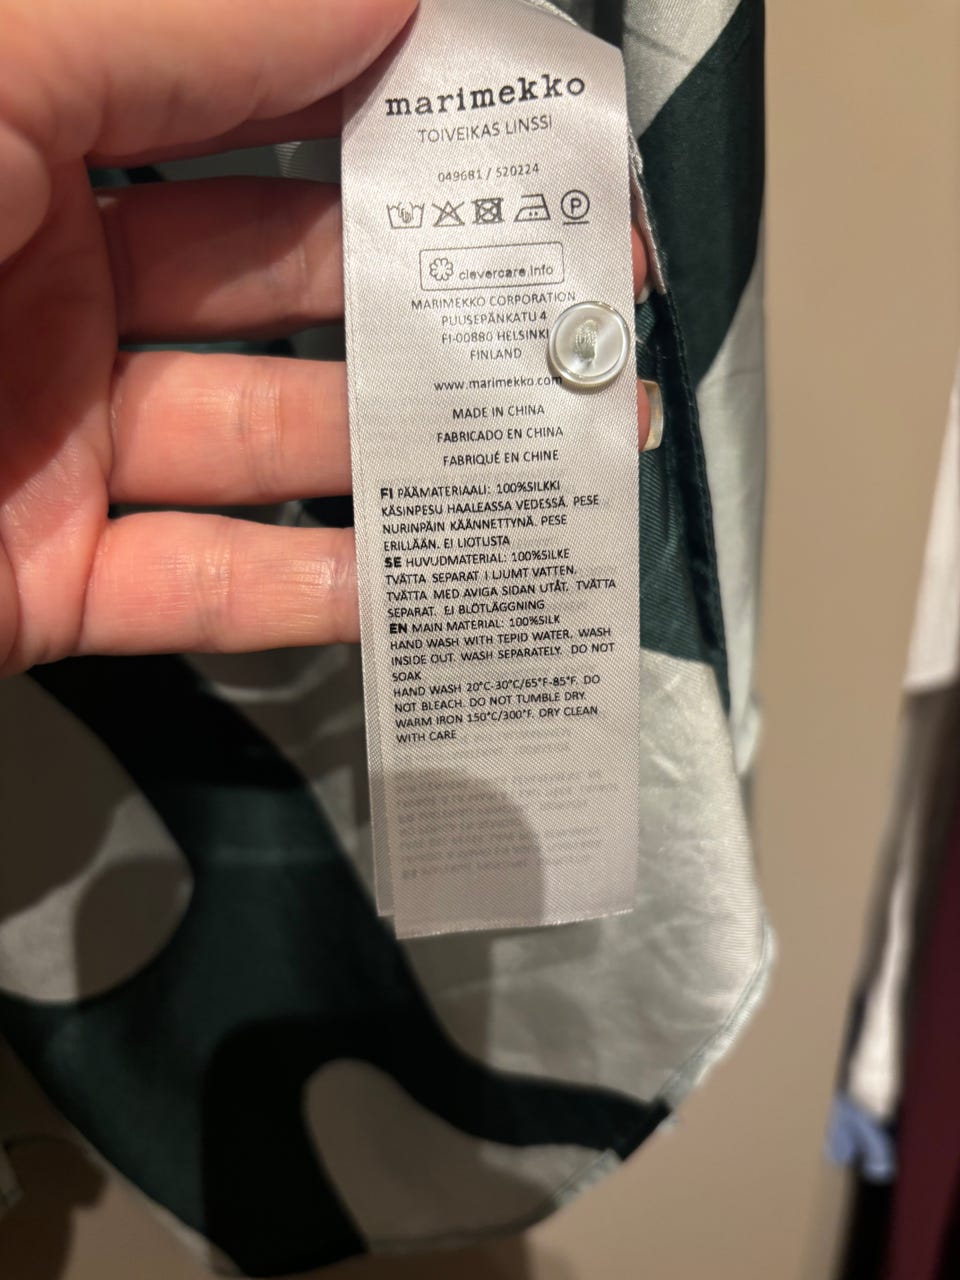 marimekko
TOIVEIKAS LINSSI
049681 / 520224
P
clevercare.info
MARIMEKKO CORPORATION
PUUSEPÄNKATU 4
FI-00880 HELSINKI
FINLAND
www.marimekko.com
MADE IN CHINA
FABRICADO EN CHINA
FABRIQUÉ EN CHINE
FI PÄÄMATERIAALI: 100%SILKKI
KÄSINPESU HAALEASSA VEDESSÄ. PESE
NURINPÄIN KÄÄNNETTYNÄ. PESE
ERILLÄÄN. EI LIOTUSTA
SE HUVUDMATERIAL: 100%SILKE
TVÄTTA SEPARAT I LJUMT VATTEN.
TVÄTTA MED AVIGA SIDAN UTÅT. TVÄTTA
SEPARAT. EJ BLÖTLÄGGNING
EN MAIN MATERIAL: 100%SILK
HAND WASH WITH TEPID WATER. WASH
INSIDE OUT. WASH SEPARATELY. DO NOT
SOAK
HAND WASH 20°C-30°C/65°F-85°F. DO
NOT BLEACH. DO NOT TUMBLE DRY.
WARM IRON 150°C/300°F. DRY CLEAN
WITH CARE